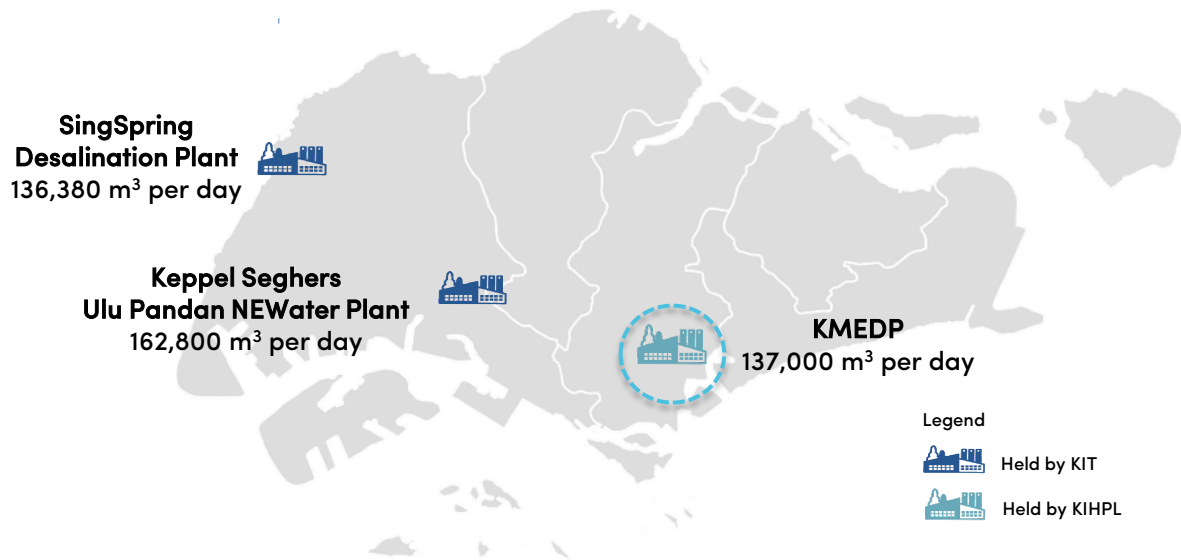 SingSpring
Desalination Plant
136,380 m³ per day
Keppel Seghers
Ulu Pandan NEWater Plant
162,800 m³ per day
KMEDP
137,000 m³ per day
Legend
Held by KIT
Held by KIHPL